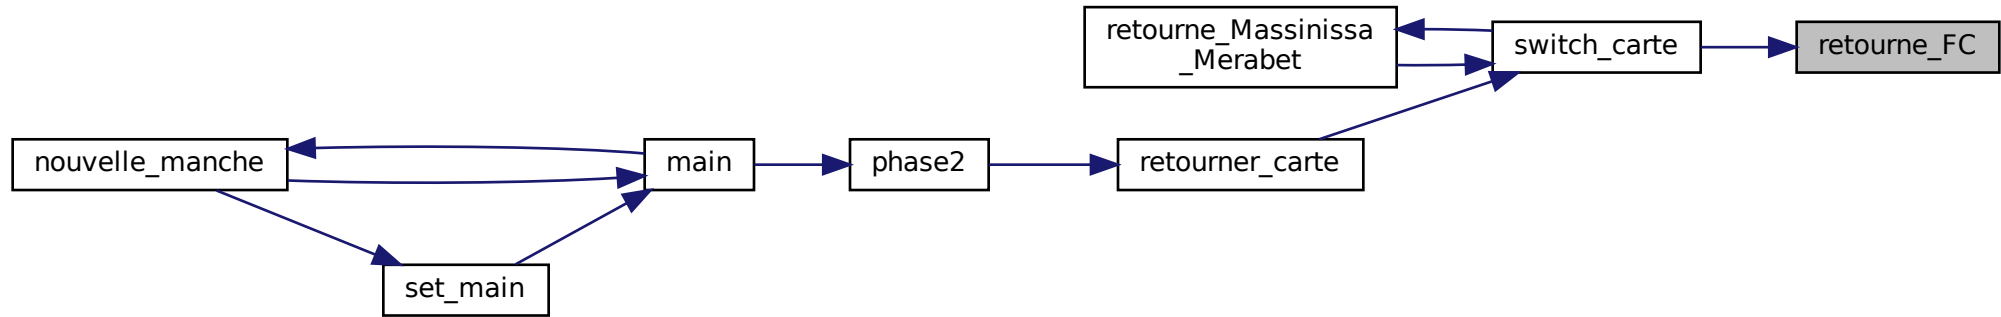 retourne_Massinissa
_Merabet
switch_carte
retourne_FC
nouvelle_manche
main
phase2
retourner_carte
set_main